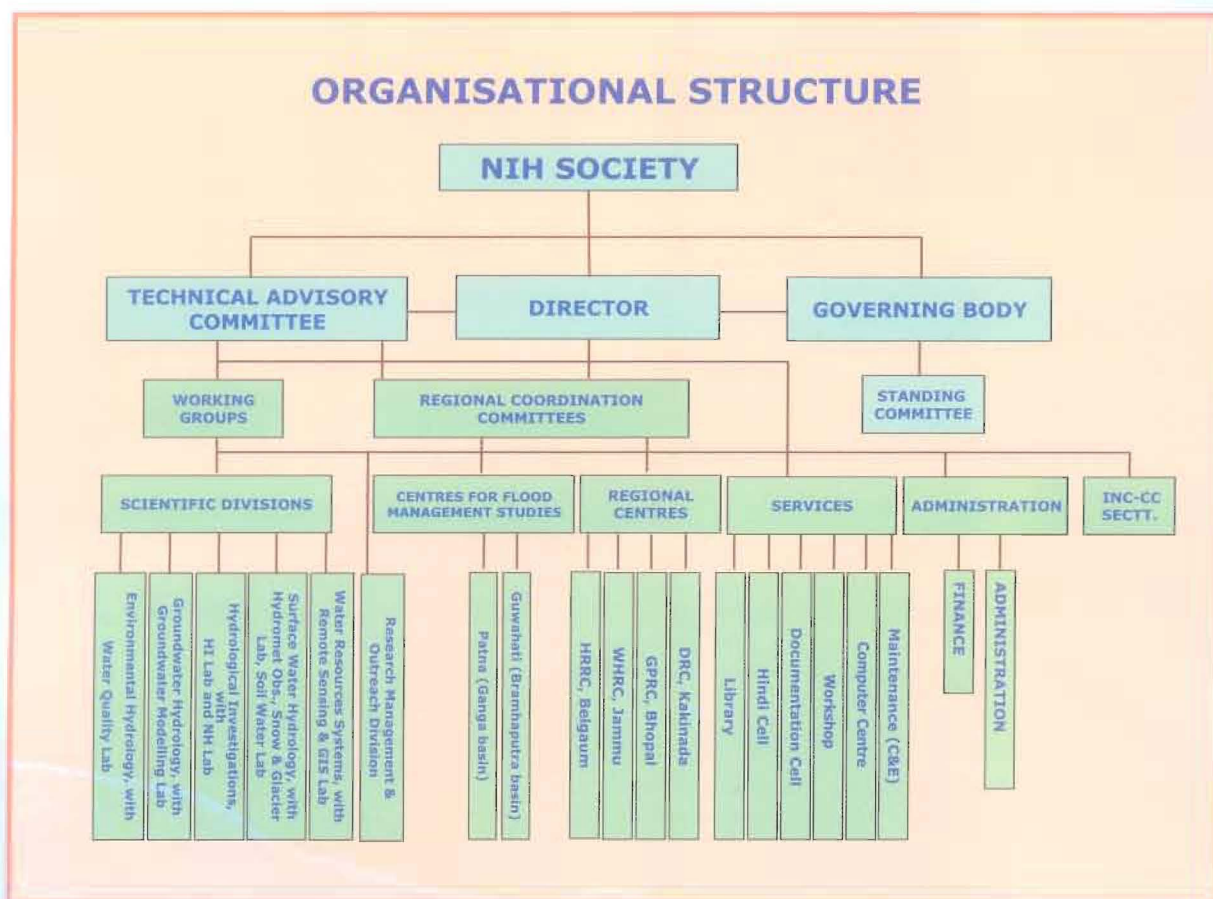 ORGANISATIONAL STRUCTURE
NIH SOCIETY
TECHNICAL ADVISORY
COMMITTEE
DIRECTOR
GOVERNING BODY
WORKING
GROUPS
REGIONAL COORDINATION
COMMITTEES
STANDING
COMMITTEE
SCIENTIFIC DIVISIONS
CENTRES FOR FLOOD
MANAGEMENT STUDIES
REGIONAL
CENTRES
SERVICES
ADMINISTRATION
INC-CC
SECTT.
Environmantal Hydrology, with
Water Quality Lab
Groundwater Hydrology, with
Groundwater Modelling Lab
Hydrological Investigations,
with
HI Lab and NH Lab
Surface Water Hydrology, with
Hydromet Obs., Snow & Glacier
Lab, Soil Water Lab
Water Resources Systems, with
Remote Sensing & GIS Lab
Research Management &
Outreach Division
Patna (Ganga basin)
Guwahati (Bramhaputra basin)
HRRC, Belgaum
WHRC, Jammu
GPRC, Bhopal
DRC, Kakinada
Library
Hindi Cell
Documentation Cell
Workshop
Computer Centre
Maintenance (C&E)
FINANCE
ADMINISTRATION